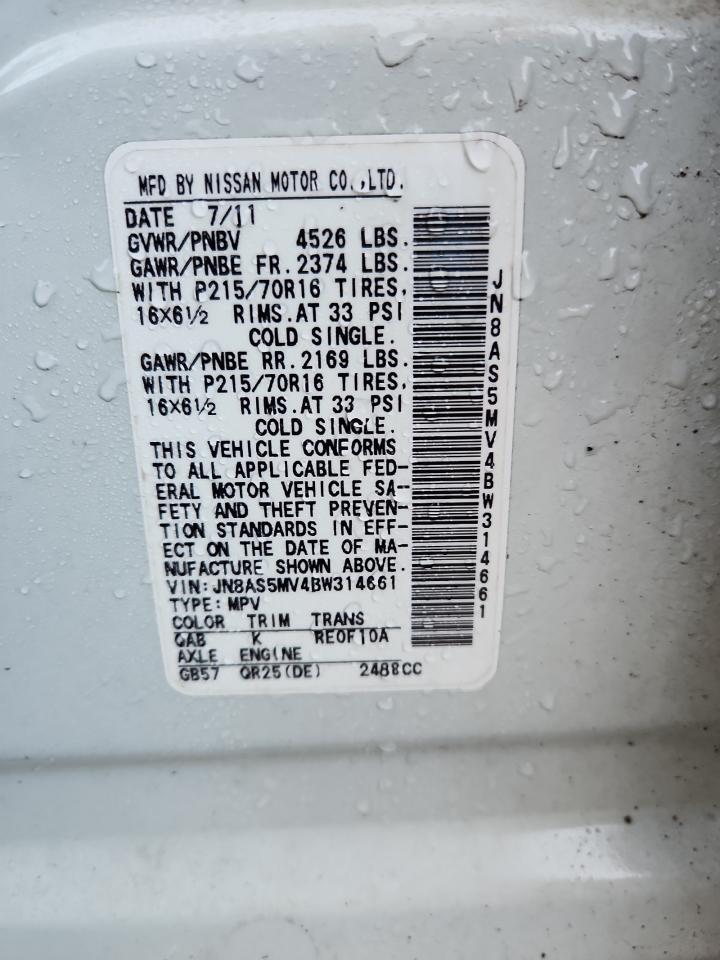 MFD BY NISSAN MOTOR CO.,LTD.
DATE 7/11
GVWR/PNBV 4526 LBS.
GAWR/PNBE FR. 2374 LBS.
WITH P215/70R16 TIRES,
16X6½ RIMS.AT 33 PSI
COLD SINGLE.
GAWR/PNBE RR. 2169 LBS.
WITH P215/70R16 TIRES,
16X6½ RIMS.AT 33 PSI
COLD SINGLE.
THIS VEHICLE CONFORMS
TO ALL APPLICABLE FED-
ERAL MOTOR VEHICLE SA-
FETY AND THEFT PREVEN-
TION STANDARDS IN EFF-
ECT ON THE DATE OF MA-
NUFACTURE SHOWN ABOVE.
VIN:JN8AS5MV4BW314661
TYPE:MPV
COLOR TRIM TRANS
QAB K RE0F10A
AXLE ENGINE
GB57 QR25(DE) 2488CC
JN8AS5MV4BW314661